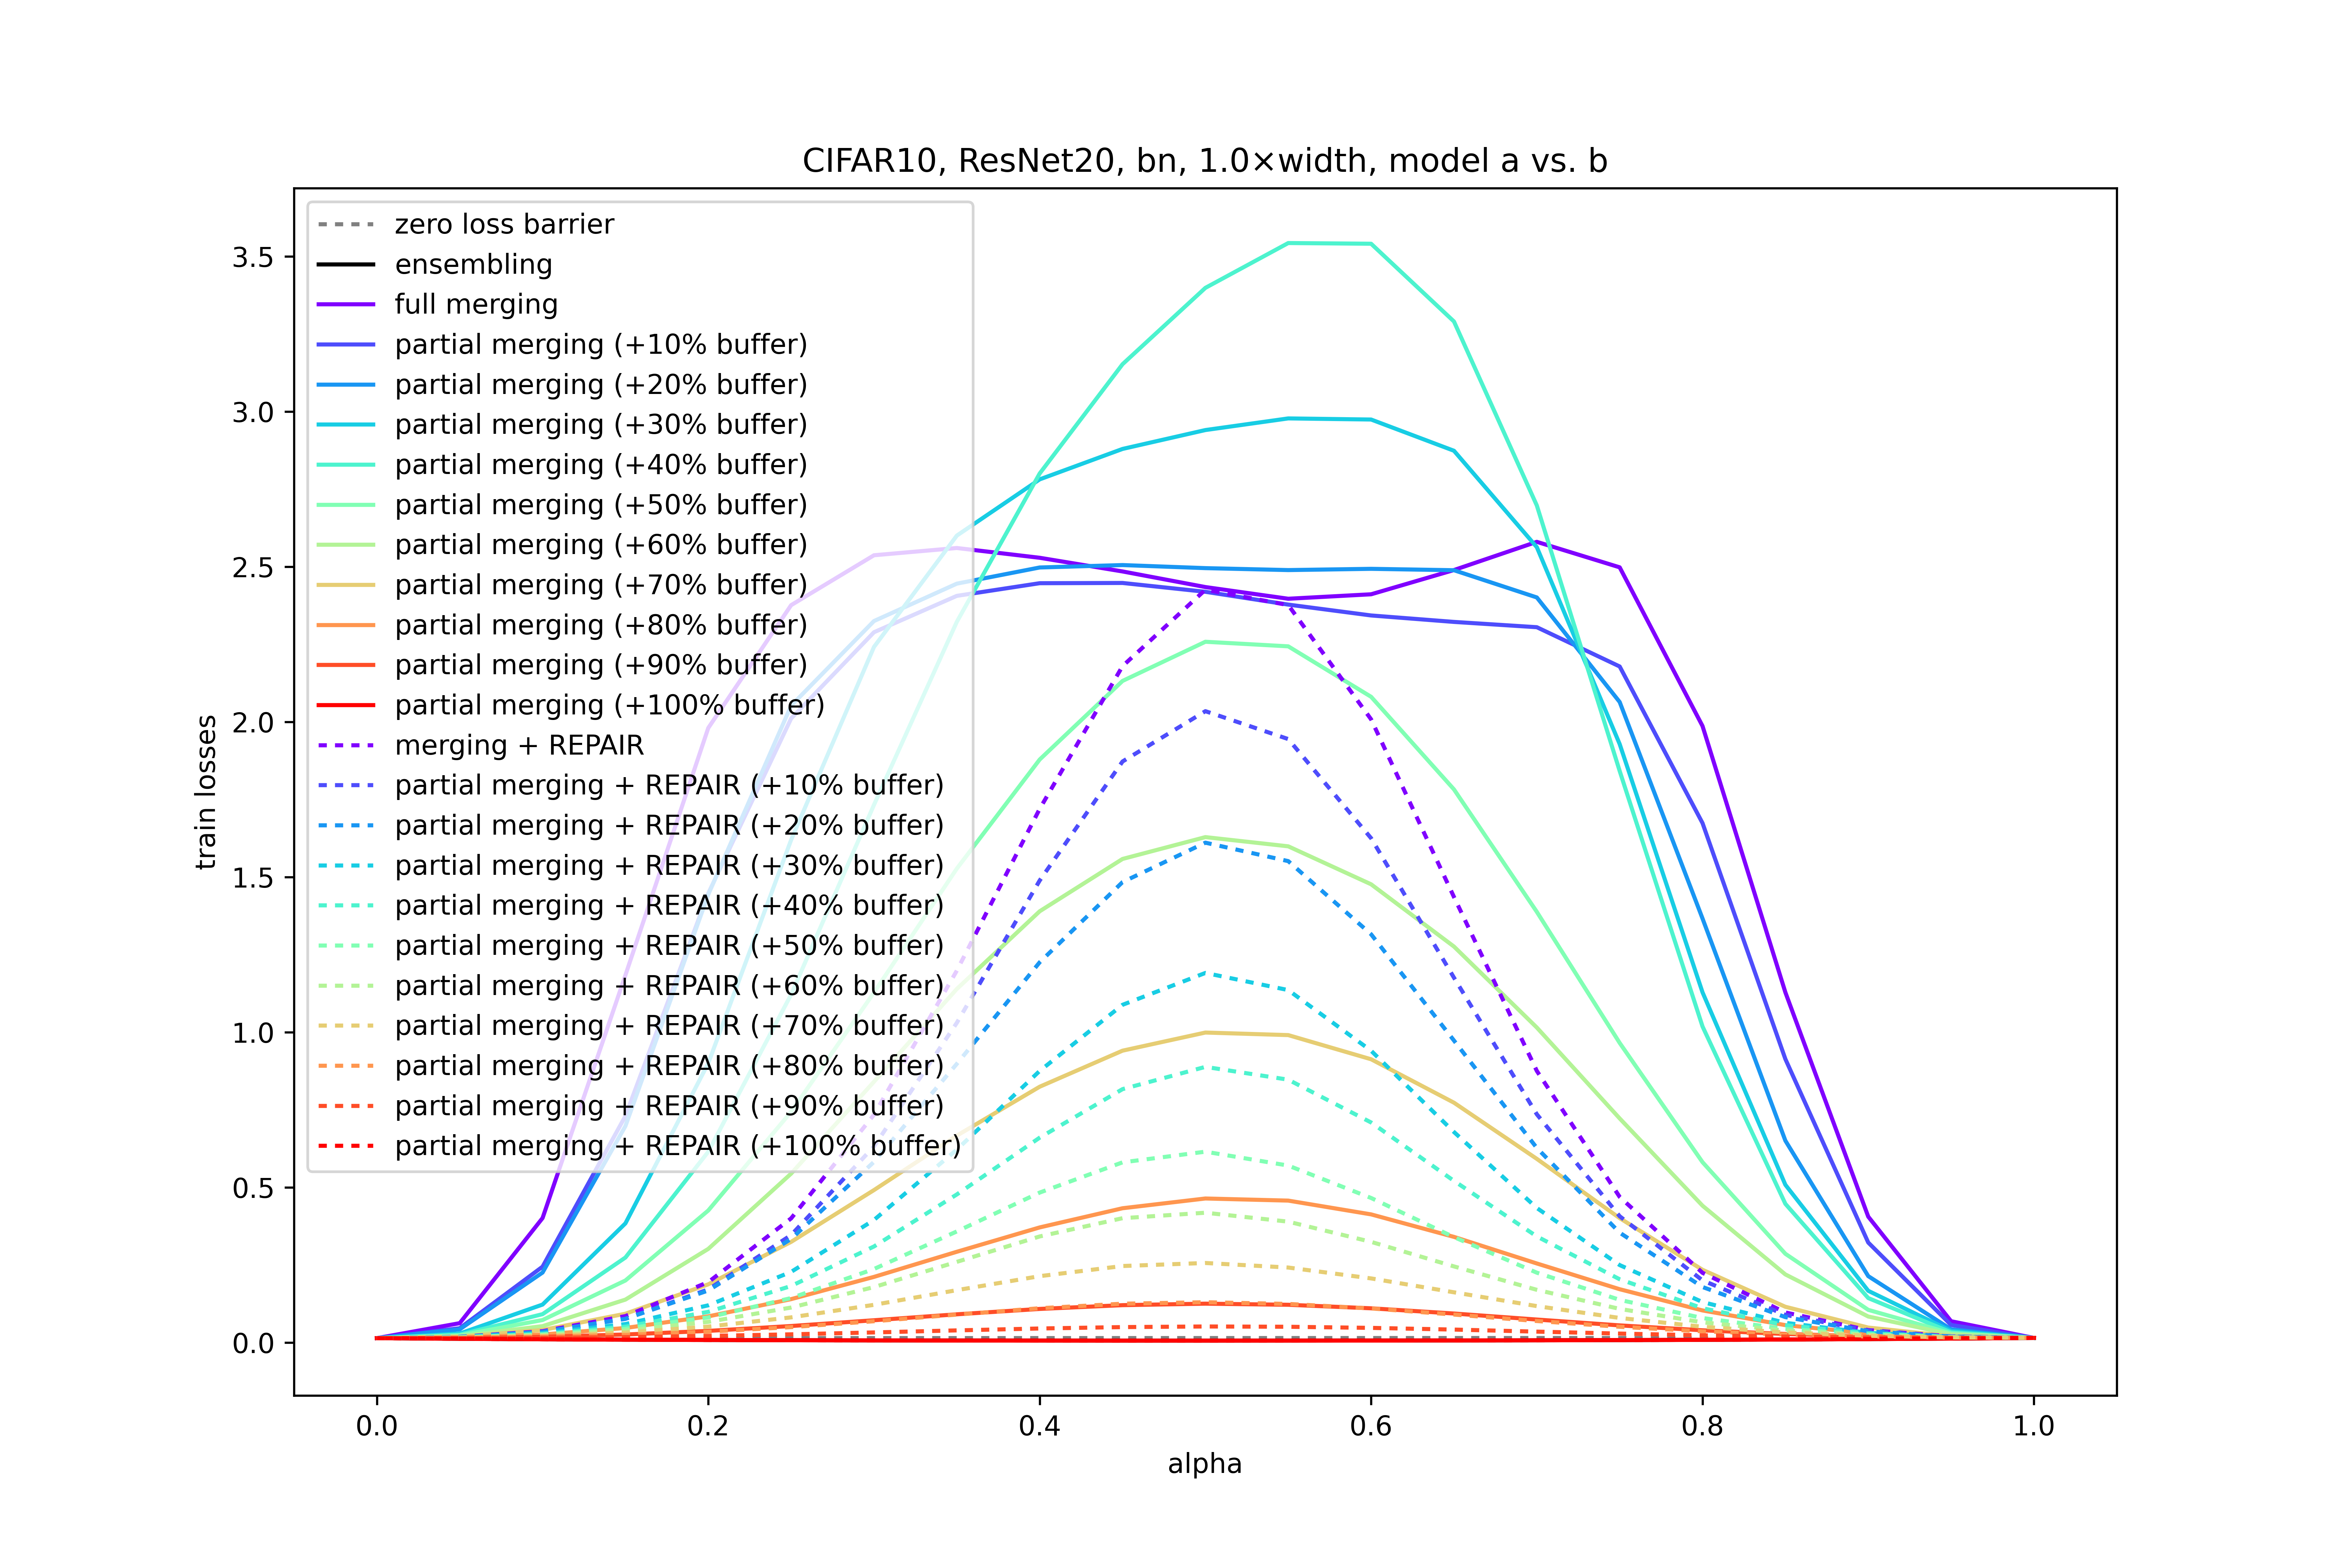 CIFAR10, ResNet20, bn, 1.0×width, model a vs. b
zero loss barrier
ensembling
full merging
partial merging (+10% buffer)
partial merging (+20% buffer)
partial merging (+30% buffer)
partial merging (+40% buffer)
partial merging (+50% buffer)
partial merging (+60% buffer)
partial merging (+70% buffer)
partial merging (+80% buffer)
partial merging (+90% buffer)
partial merging (+100% buffer)
merging + REPAIR
partial merging + REPAIR (+10% buffer)
partial merging + REPAIR (+20% buffer)
partial merging + REPAIR (+30% buffer)
partial merging + REPAIR (+40% buffer)
partial merging + REPAIR (+50% buffer)
partial merging + REPAIR (+60% buffer)
partial merging + REPAIR (+70% buffer)
partial merging + REPAIR (+80% buffer)
partial merging + REPAIR (+90% buffer)
partial merging + REPAIR (+100% buffer)
train losses
3.5
3.0
2.5
2.0
1.5
1.0
0.5
0.0
0.0 0.2 0.4 0.6 0.8 1.0
alpha